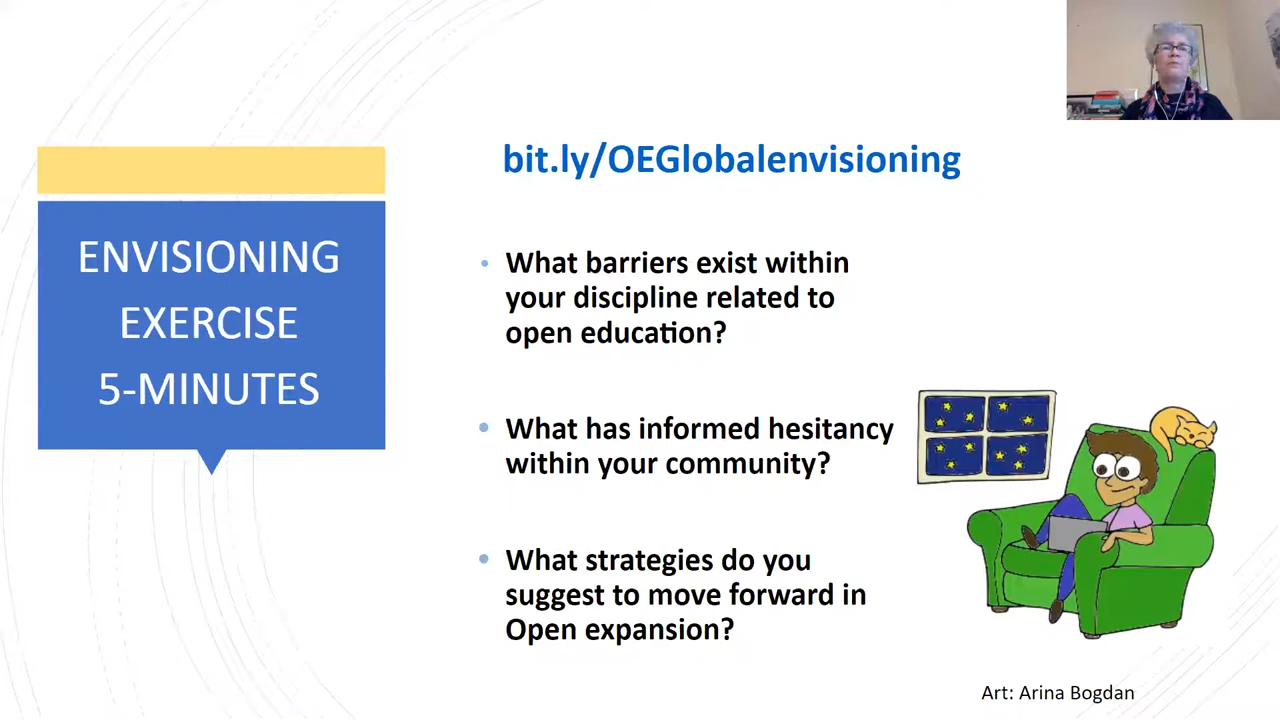 ENVISIONING
EXERCISE
5-MINUTES
bit.ly/OEGlobalenvisioning
• What barriers exist within
your discipline related to
open education?
• What has informed hesitancy
within your community?
• What strategies do you
suggest to move forward in
Open expansion?
Art: Arina Bogdan